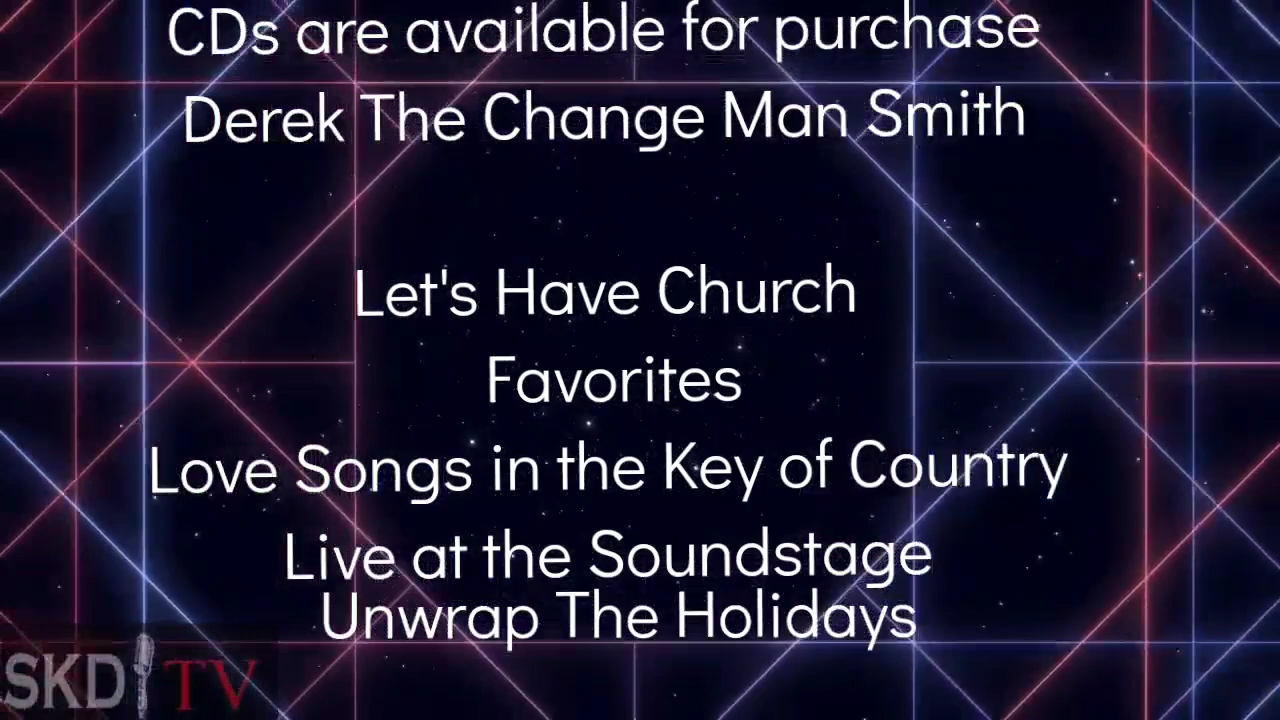 CDs are available for purchase
Derek The Change Man Smith
Let's Have Church
Favorites
Love Songs in the Key of Country
Live at the Soundstage
Unwrap The Holidays
SKD TV